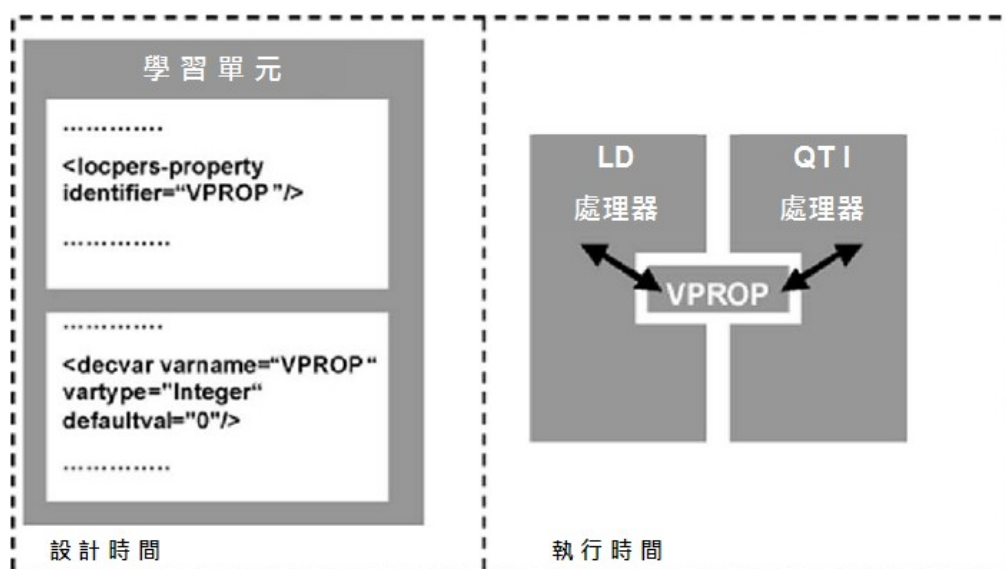 學習單元
.............
<locpers-property
identifier=“VPROP”/>
..............
.............
<decvar varname=“VPROP“
vartype="Integer“
defaultval="0"/>
..............
設計時間
LD
處理器
QTI
處理器
VPROP
執行時間